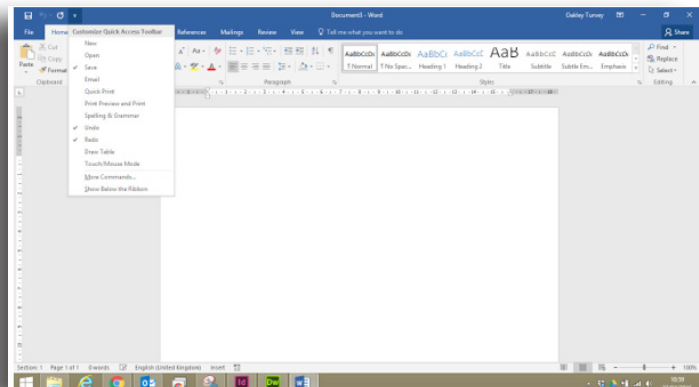 Document3 - Word
Oakley Turvey
File Home References Mailings Review View Tell me what you want to do Share
Customize Quick Access Toolbar
New
Open
Save
Email
Quick Print
Print Preview and Print
Spelling & Grammar
Undo
Redo
Draw Table
Touch/Mouse Mode
More Commands...
Show Below the Ribbon
Cut
Copy
Format
Paste
Clipboard
Paragraph
AaBbCcDc AaBbCcDc AaBbCc AaBbCcC AaB AaBbCcC AaBbCcDc AaBbCcDc
¶ Normal ¶ No Spac... Heading 1 Heading 2 Title Subtitle Subtle Em... Emphasis
Styles
Find
Replace
Select
Editing
Section: 1 Page 1 of 1 0 words English (United Kingdom) Insert
100%
10:39